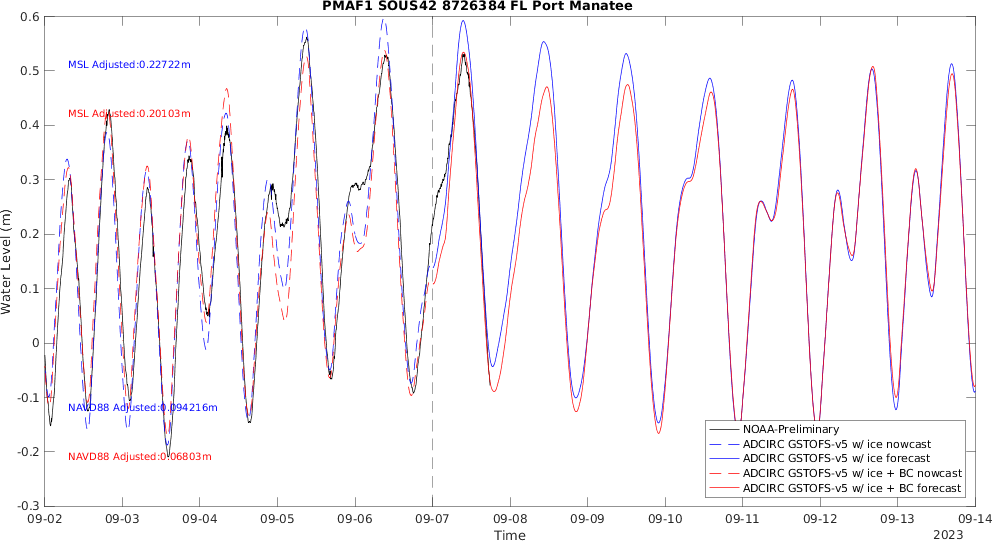 PMAF1 SOUS42 8726384 FL Port Manatee
0.6
0.5
0.4
0.3
0.2
0.1
0
-0.1
-0.2
-0.3
Water Level (m)
MSL Adjusted:0.22722m
MSL Adjusted:0.20103m
NAVD88 Adjusted:0.094216m
NAVD88 Adjusted:0.06803m
NOAA-Preliminary
ADCIRC GSTOFS-v5 w/ ice nowcast
ADCIRC GSTOFS-v5 w/ ice forecast
ADCIRC GSTOFS-v5 w/ ice + BC nowcast
ADCIRC GSTOFS-v5 w/ ice + BC forecast
09-02 09-03 09-04 09-05 09-06 09-07 09-08 09-09 09-10 09-11 09-12 09-13 09-14
Time
2023